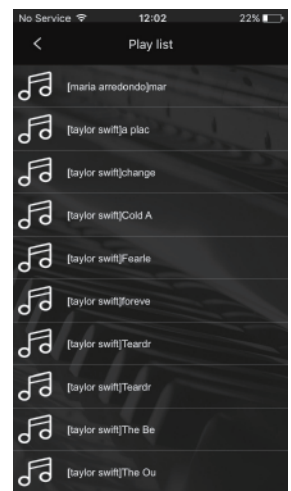 No Service 12:02 22%
Play list
[maria arredondo]mar
[taylor swift]a plac
[taylor swift]change
[taylor swift]Cold A
[taylor swift]Fearle
[taylor swift]foreve
[taylor swift]Teardr
[taylor swift]Teardr
[taylor swift]The Be
[taylor swift]The Ou